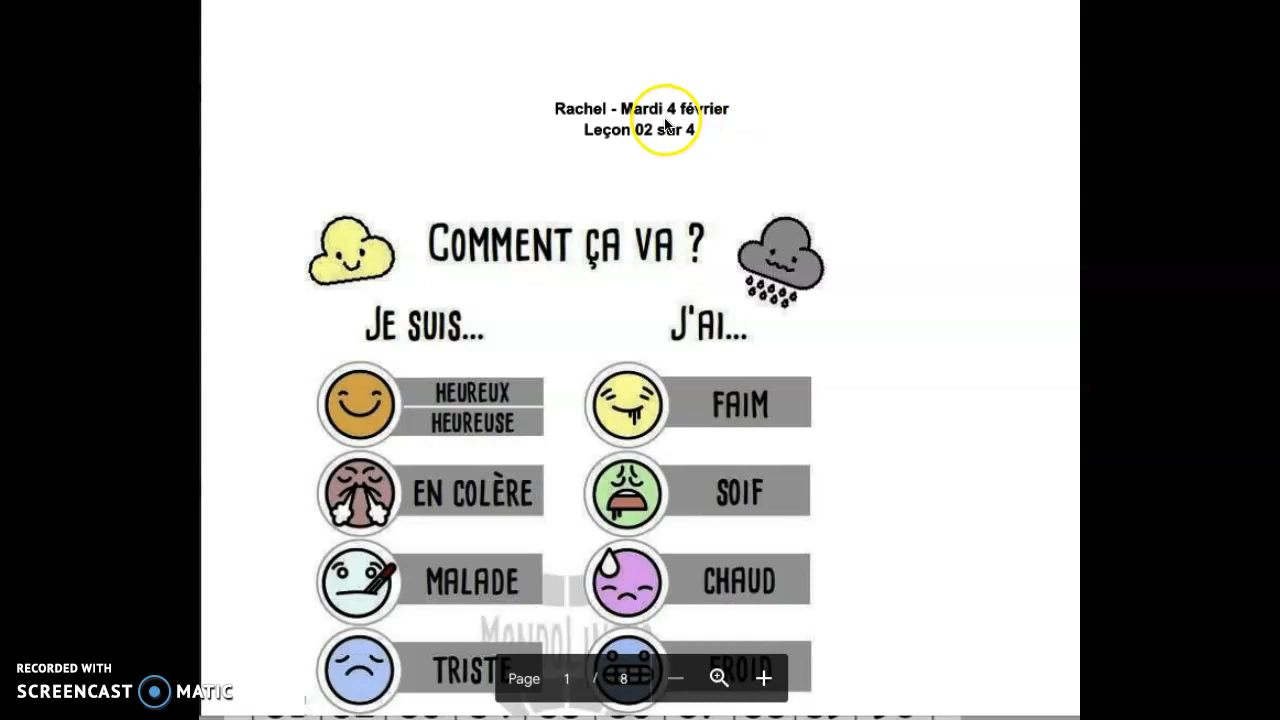 Rachel - Mardi 4 février
Leçon 02 sur 4
COMMENT ÇA VA ?
JE SUIS...
J'AI...
HEUREUX
HEUREUSE
FAIM
EN COLÈRE
SOIF
MALADE
CHAUD
TRISTE
FROID
Page 1 / 8
RECORDED WITH
SCREENCAST MATIC